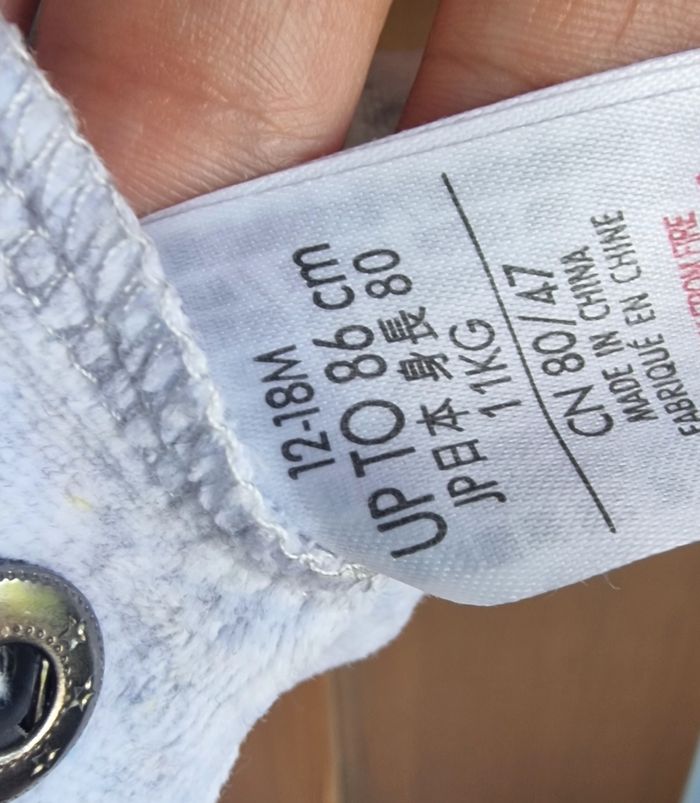 12-18M
UP TO 86 cm
JP日本 身長 80
11KG
CN 80/47
MADE IN CHINA
FABRIQUÉ EN CHINE
FIRE